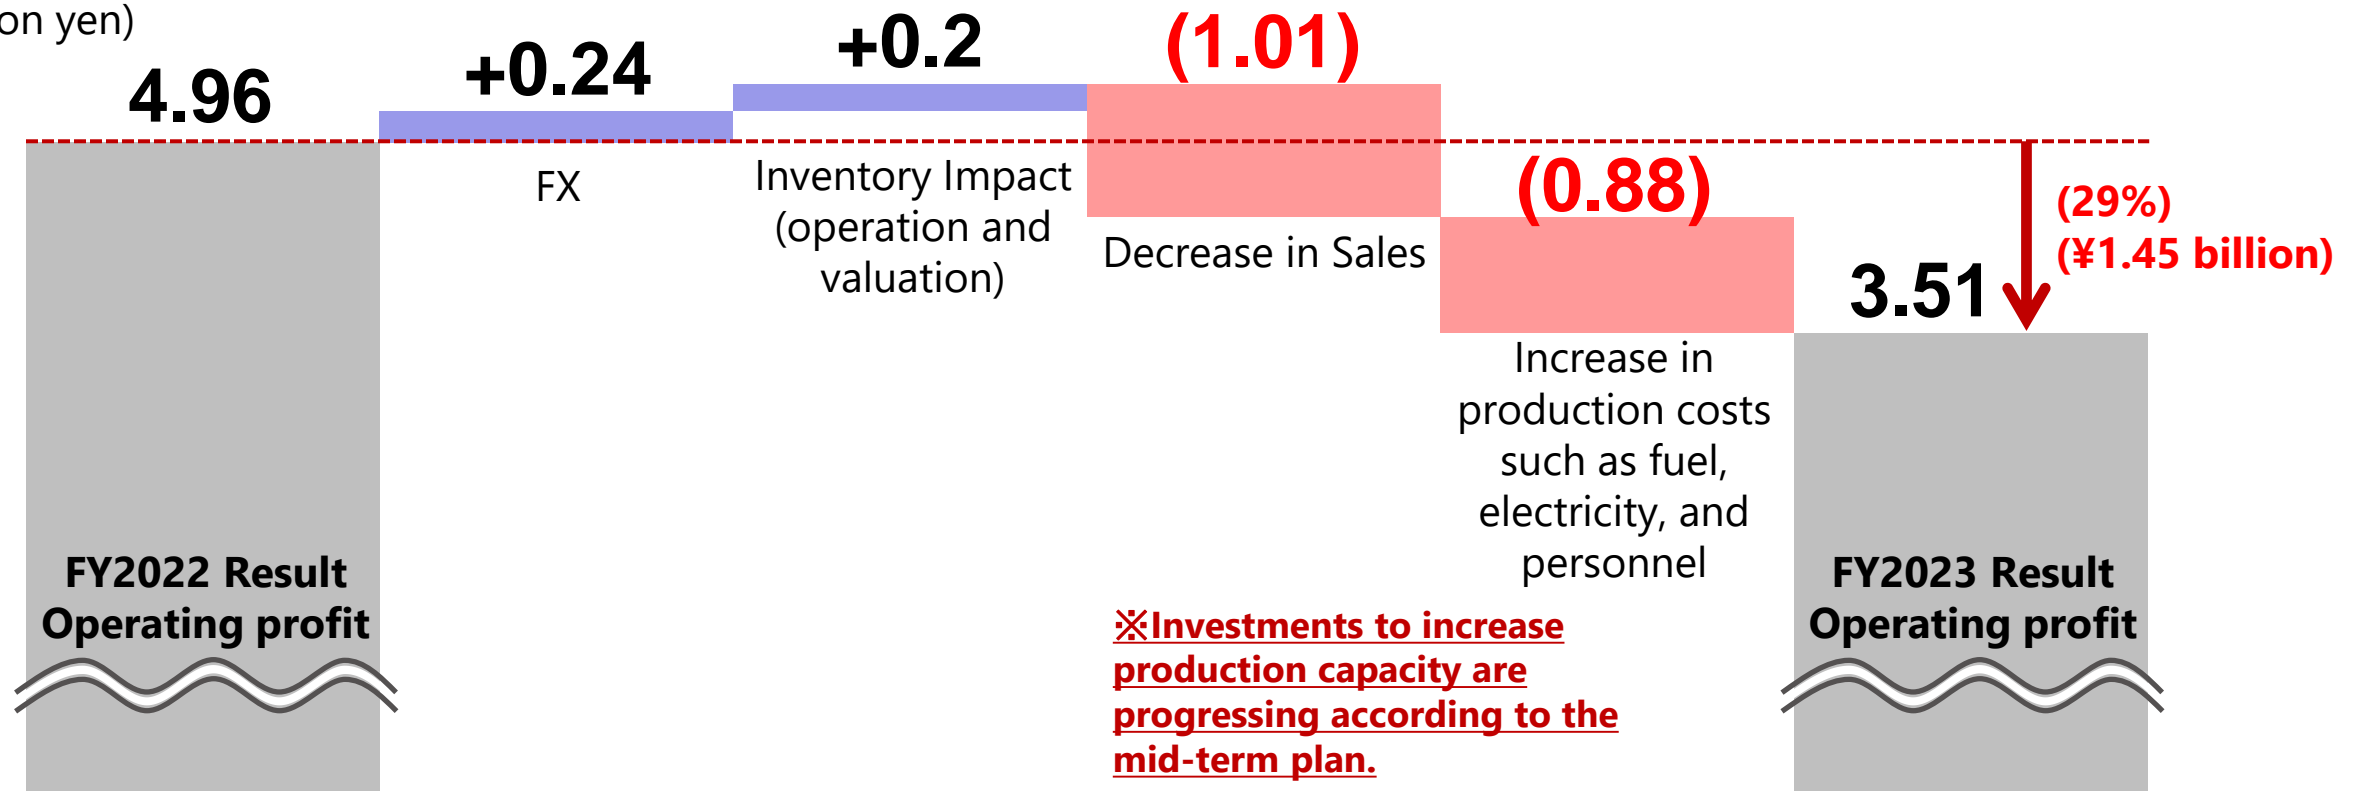 on yen)
4.96
+0.24
+0.2
(1.01)
(0.88)
3.51
(29%)
(¥1.45 billion)
FX
Inventory Impact
(operation and
valuation)
Decrease in Sales
Increase in
production costs
such as fuel,
electricity, and
personnel
FY2022 Result
Operating profit
※Investments to increase
production capacity are
progressing according to the
mid-term plan.
FY2023 Result
Operating profit